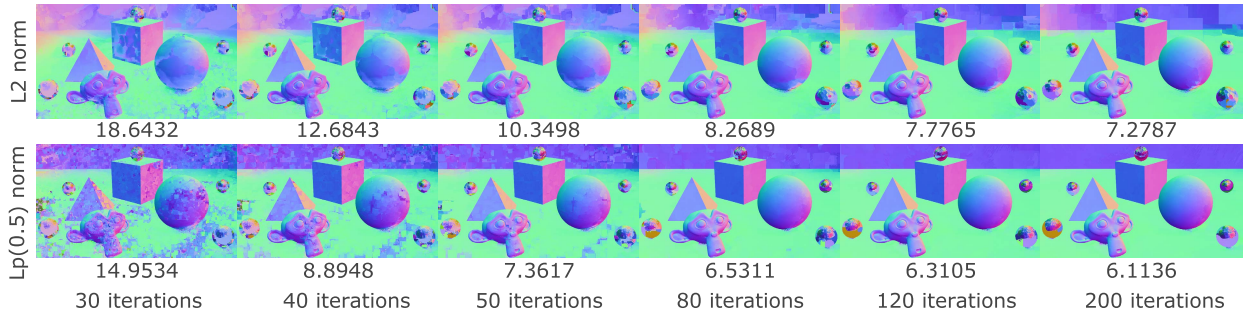 L2 norm
18.6432 12.6843 10.3498 8.2689 7.7765 7.2787
Lp(0.5) norm
14.9534 8.8948 7.3617 6.5311 6.3105 6.1136
30 iterations 40 iterations 50 iterations 80 iterations 120 iterations 200 iterations